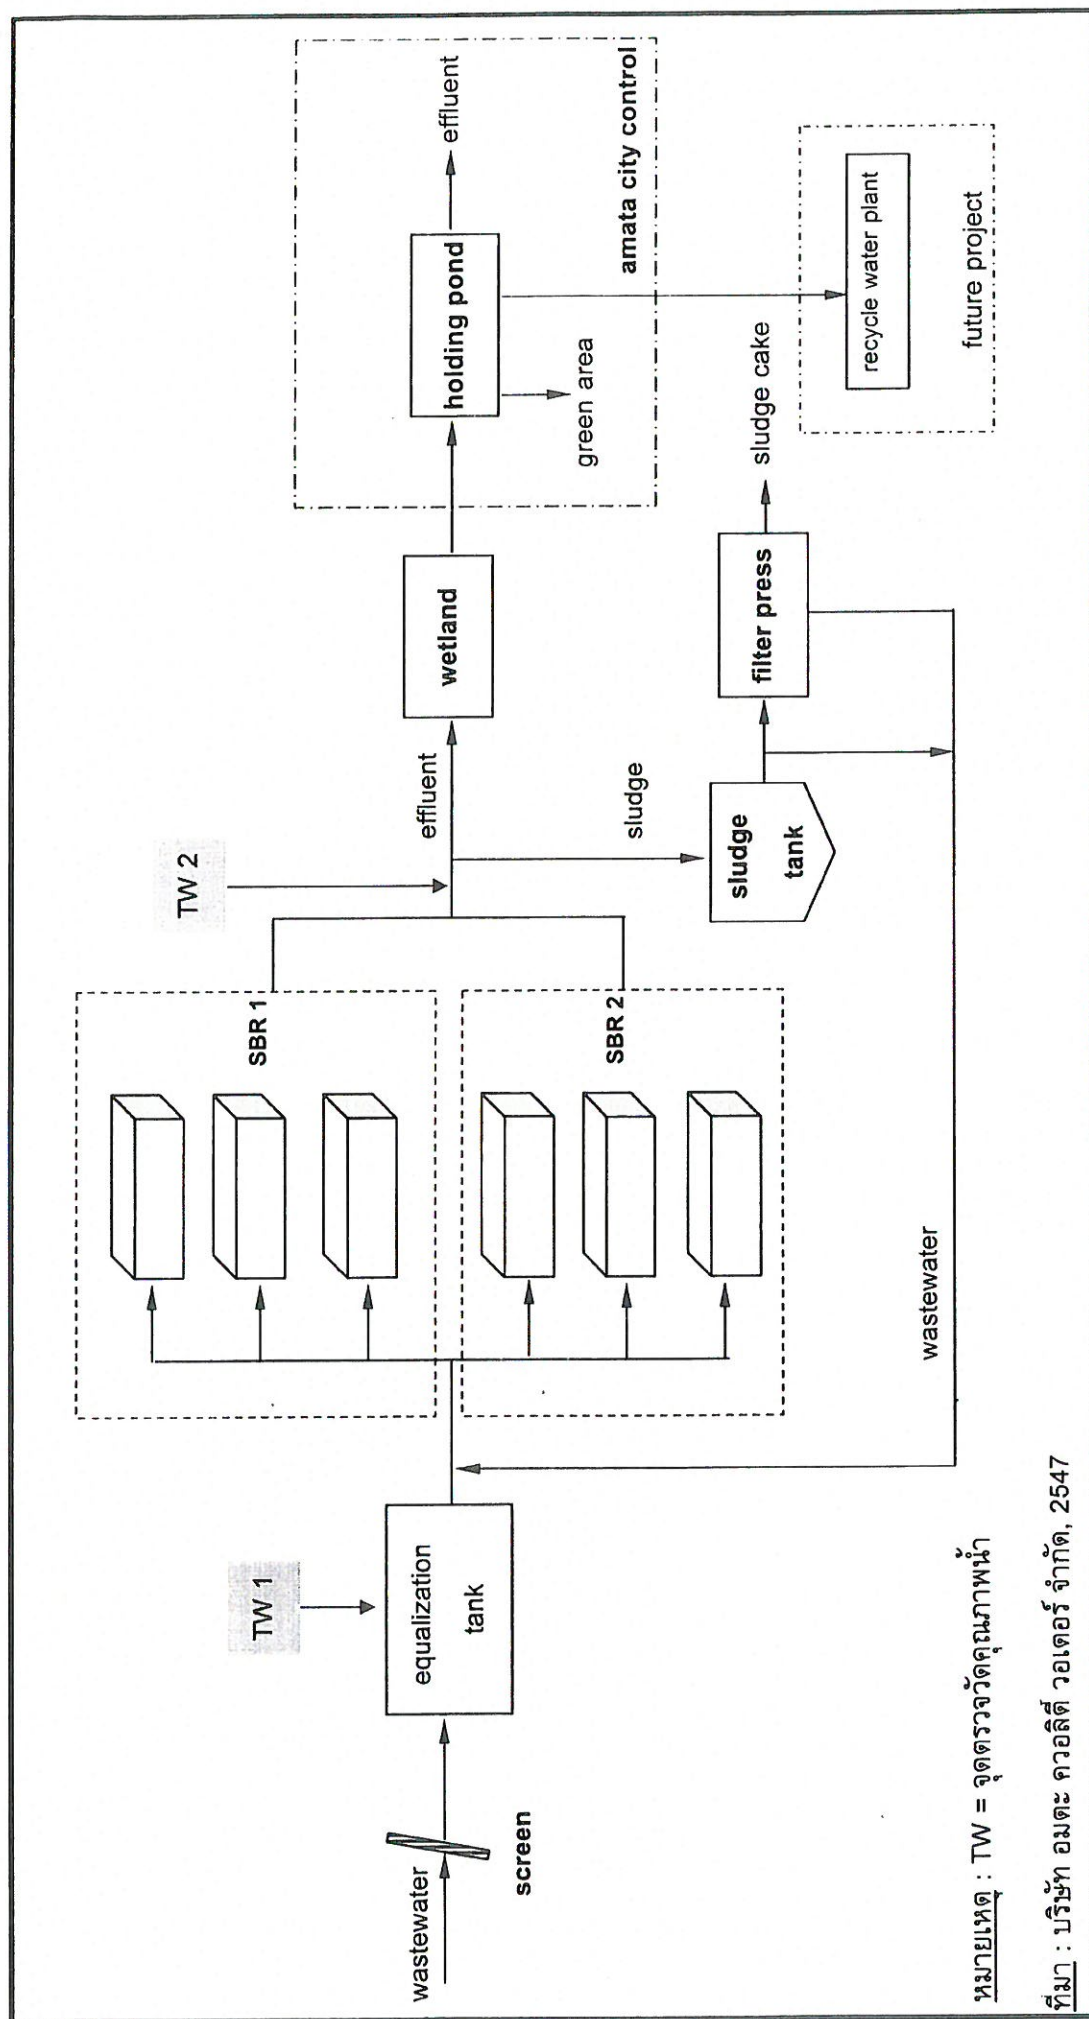 wastewater
screen
TW 1
equalization
tank
SBR 1
SBR 2
TW 2
effluent
sludge
wetland
sludge
tank
filter press
sludge cake
wastewater
holding pond
effluent
green area
amata city control
recycle water plant
future project
หมายเหตุ : TW = จุดตรวจวัดคุณภาพน้ำ
ที่มา : บริษัท อมตะ ควอลิตี้ วอเตอร์ จำกัด, 2547